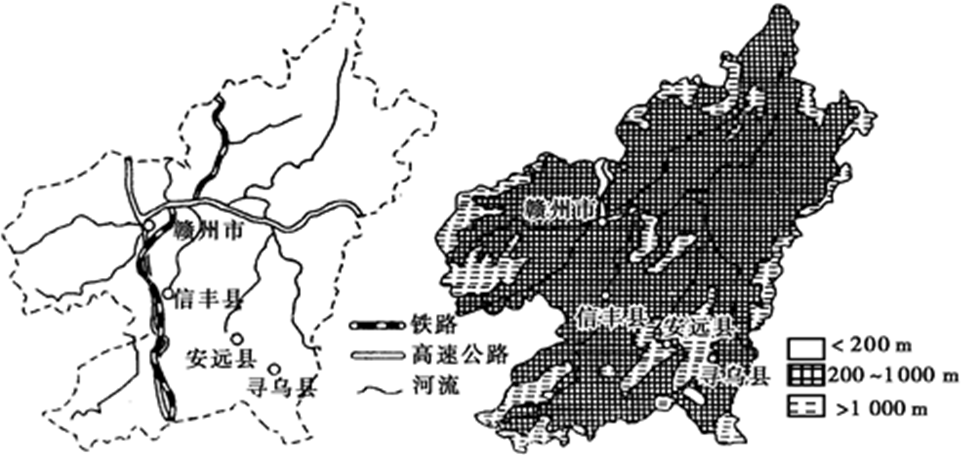 赣州市
信丰县
安远县
寻乌县
铁路
高速公路
河流
赣州市
信丰县
安远县
寻乌县
<200 m
200~1000 m
>1 000 m